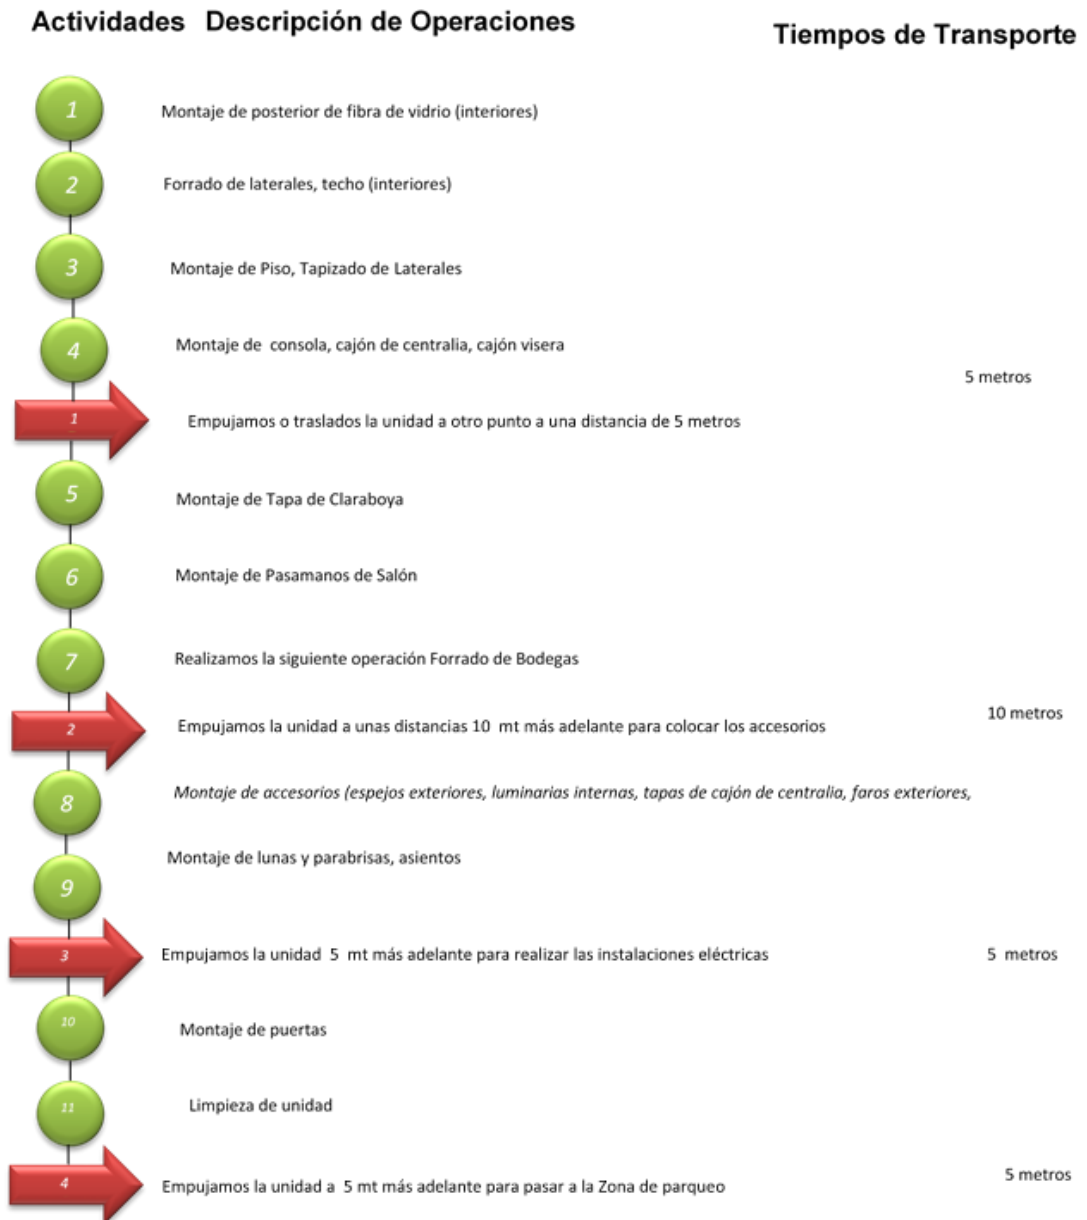 Actividades Descripción de Operaciones
Tiempos de Transporte
1
Montaje de posterior de fibra de vidrio (interiores)
2
Forrado de laterales, techo (interiores)
3
Montaje de Piso, Tapizado de Laterales
4
Montaje de consola, cajón de centralia, cajón visera
5 metros
1
Empujamos o traslados la unidad a otro punto a una distancia de 5 metros
5
Montaje de Tapa de Claraboya
6
Montaje de Pasamanos de Salón
7
Realizamos la siguiente operación Forrado de Bodegas
10 metros
2
Empujamos la unidad a unas distancias 10 mt más adelante para colocar los accesorios
8
Montaje de accesorios (espejos exteriores, luminarias internas, tapas de cajón de centralia, faros exteriores,
Montaje de lunas y parabrisas, asientos
9
3
Empujamos la unidad 5 mt más adelante para realizar las instalaciones eléctricas
5 metros
10
Montaje de puertas
11
Limpieza de unidad
4
Empujamos la unidad a 5 mt más adelante para pasar a la Zona de parqueo
5 metros